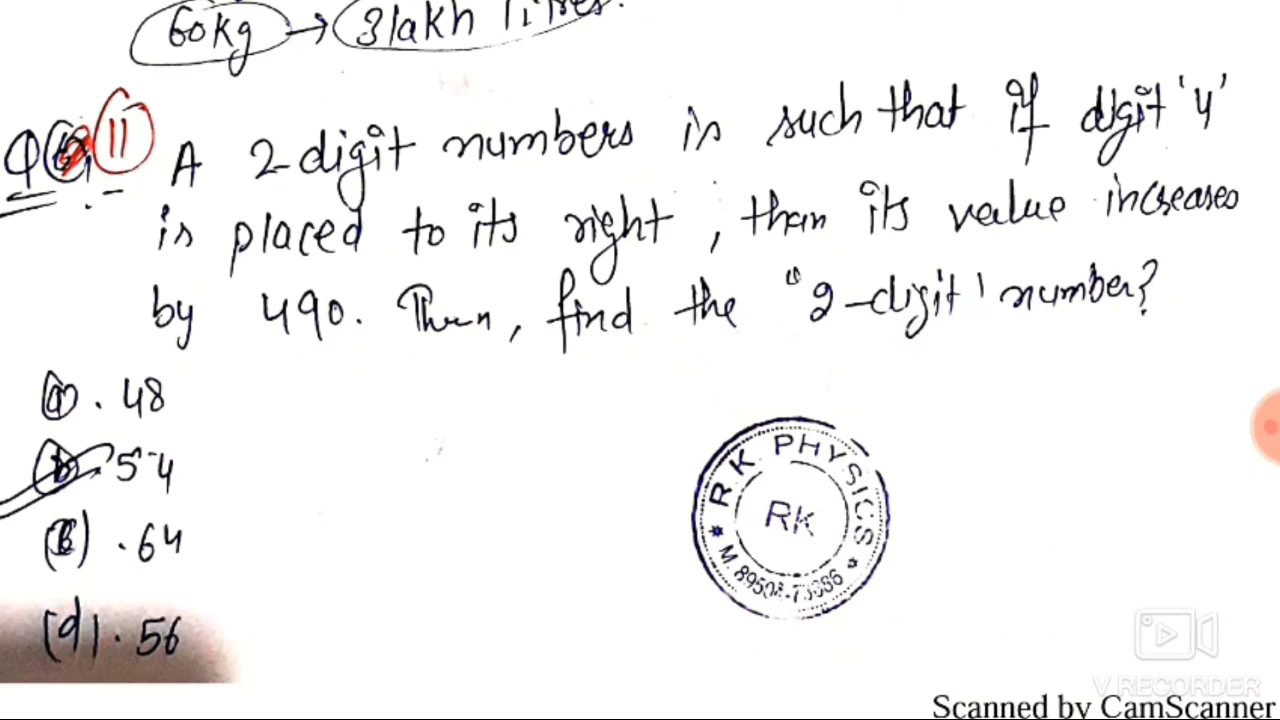 60kg → 3lakh litres.
Q 11 A 2-digit numbers is such that if digit '4'
is placed to its right, then its value increases
by 490. Then, find the "2-digit' number?
(a). 48
(b). 54
(c). 64
(d). 56
R K PHYSICS
RK
V RECORDER
Scanned by CamScanner